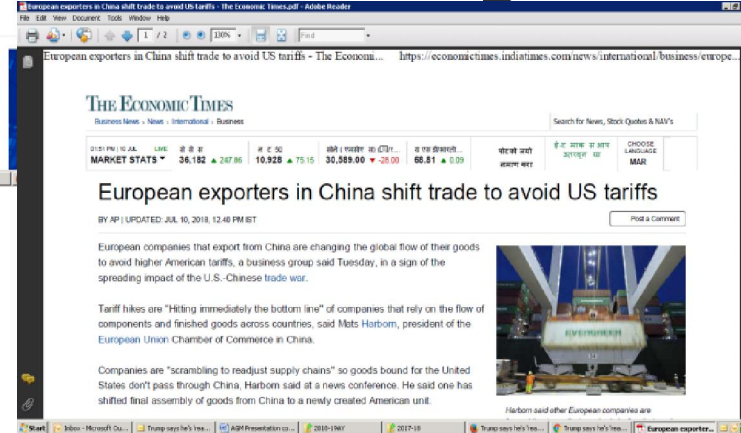 European exporters in China shift trade to avoid US tariffs - The Economic Times.pdf - Adobe Reader
File Edit View Document Tools Window Help
1 / 2 130% Find
European exporters in China shift trade to avoid US tariffs - The Economi... https://economictimes.indiatimes.com/news/international/business/europe...
THE ECONOMIC TIMES
Business News › News › International › Business
Search for News, Stock Quotes & NAV's
01:51 PM | 10 JUL LIVE
MARKET STATS
36,182 ▲ 247.86
10,928 ▲ 75.15
30,589.00 ▼ -28.00
68.81 ▲ 0.09
CHOOSE
LANGUAGE
MAR
European exporters in China shift trade to avoid US tariffs
BY AP | UPDATED: JUL 10, 2018, 12.40 PM IST
Post a Comment
European companies that export from China are changing the global flow of their goods
to avoid higher American tariffs, a business group said Tuesday, in a sign of the
spreading impact of the U.S.-Chinese trade war.
Tariff hikes are "Hitting immediately the bottom line" of companies that rely on the flow of
components and finished goods across countries, said Mats Harborn, president of the
European Union Chamber of Commerce in China.
Companies are "scrambling to readjust supply chains" so goods bound for the United
States don't pass through China, Harborn said at a news conference. He said one has
shifted final assembly of goods from China to a newly created American unit.
EVERGREEN
Harborn said other European companies are
Start Inbox - Microsoft Ou... Trump says he's 'rea... AGM Presentation co... 2018-19AY 2017-18 Trump says he's 'rea... Trump says he's 'rea... European exporter...